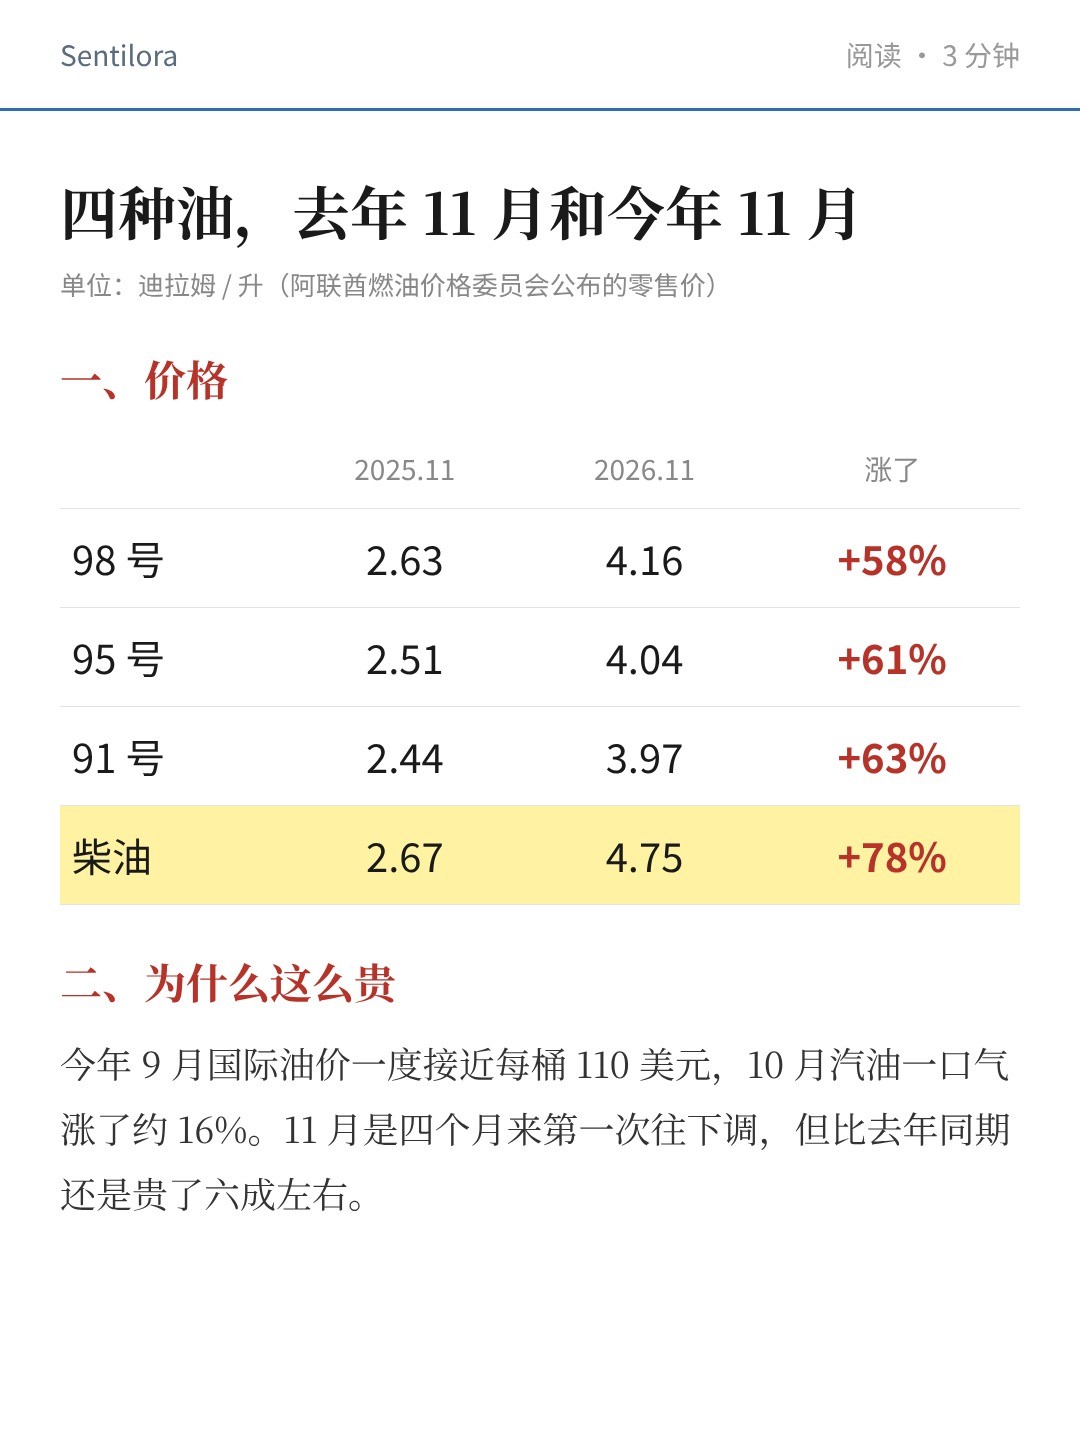 Sentilora
阅读 · 3 分钟
四种油，去年 11 月和今年 11 月
单位：迪拉姆 / 升（阿联酋燃油价格委员会公布的零售价）
一、价格
2025.11 2026.11 涨了
98 号 2.63 4.16 +58%
95 号 2.51 4.04 +61%
91 号 2.44 3.97 +63%
柴油 2.67 4.75 +78%
二、为什么这么贵
今年 9 月国际油价一度接近每桶 110 美元，10 月汽油一口气
涨了约 16%。11 月是四个月来第一次往下调，但比去年同期
还是贵了六成左右。